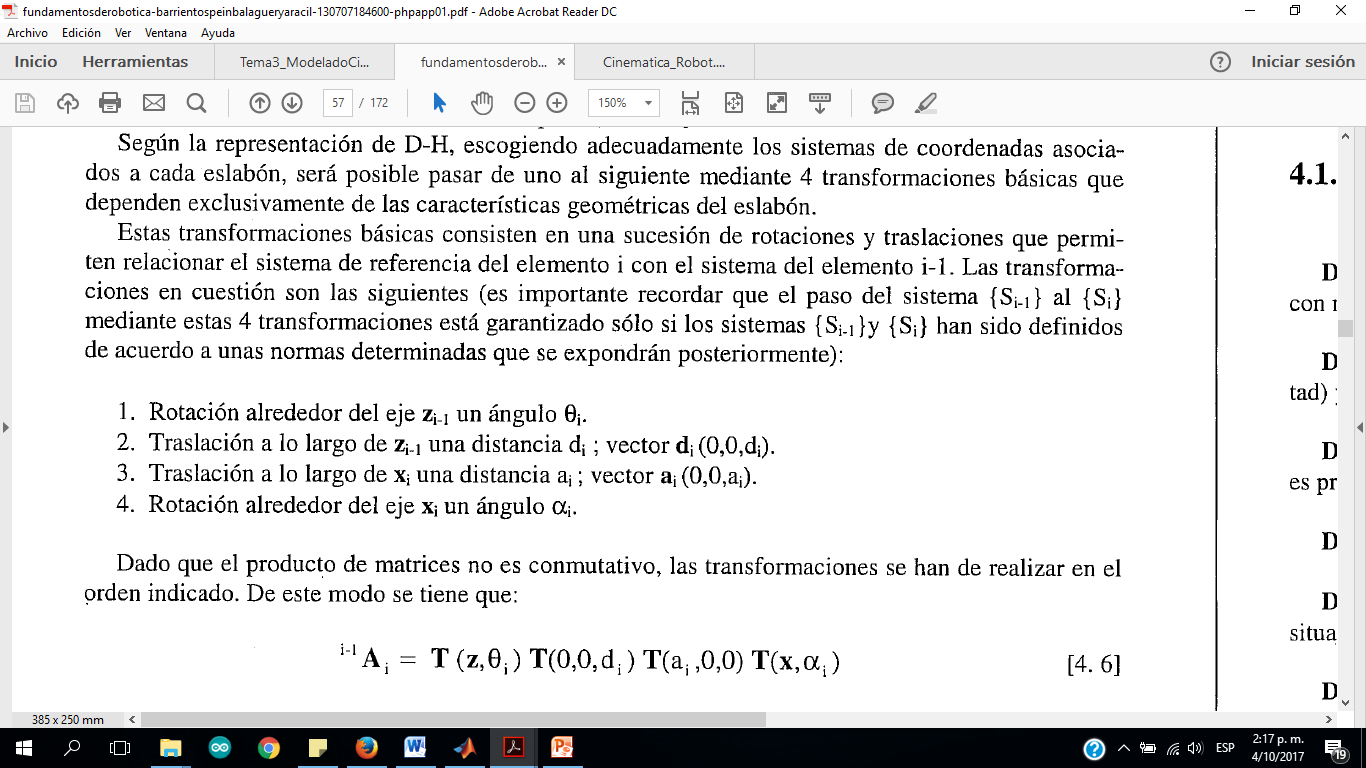 fundamentosderobotica-barrientospeinbalagueryaracil-130707184600-phpapp01.pdf - Adobe Acrobat Reader DC
Archivo Edición Ver Ventana Ayuda
Inicio Herramientas Tema3_ModeladoCi... fundamentosderob... × Cinematica_Robot.... Iniciar sesión
57 / 172 150%
Según la representación de D-H, escogiendo adecuadamente los sistemas de coordenadas asocia-
dos a cada eslabón, será posible pasar de uno al siguiente mediante 4 transformaciones básicas que
dependen exclusivamente de las características geométricas del eslabón.
Estas transformaciones básicas consisten en una sucesión de rotaciones y traslaciones que permi-
ten relacionar el sistema de referencia del elemento i con el sistema del elemento i-1. Las transforma-
ciones en cuestión son las siguientes (es importante recordar que el paso del sistema {Si-1} al {Si}
mediante estas 4 transformaciones está garantizado sólo si los sistemas {Si-1}y {Si} han sido definidos
de acuerdo a unas normas determinadas que se expondrán posteriormente):
1. Rotación alrededor del eje zi-1 un ángulo θi.
2. Traslación a lo largo de zi-1 una distancia di ; vector di (0,0,di).
3. Traslación a lo largo de xi una distancia ai ; vector ai (0,0,ai).
4. Rotación alrededor del eje xi un ángulo αi.
Dado que el producto de matrices no es conmutativo, las transformaciones se han de realizar en el
orden indicado. De este modo se tiene que:
i-1 A i = T (z,θi ) T(0,0,di ) T(ai ,0,0) T(x,αi ) [4. 6]
4.1.
D
con
D
tad) y
D
es pr
D
D
situa
D
385 x 250 mm
ESP 2:17 p. m.
4/10/2017
19